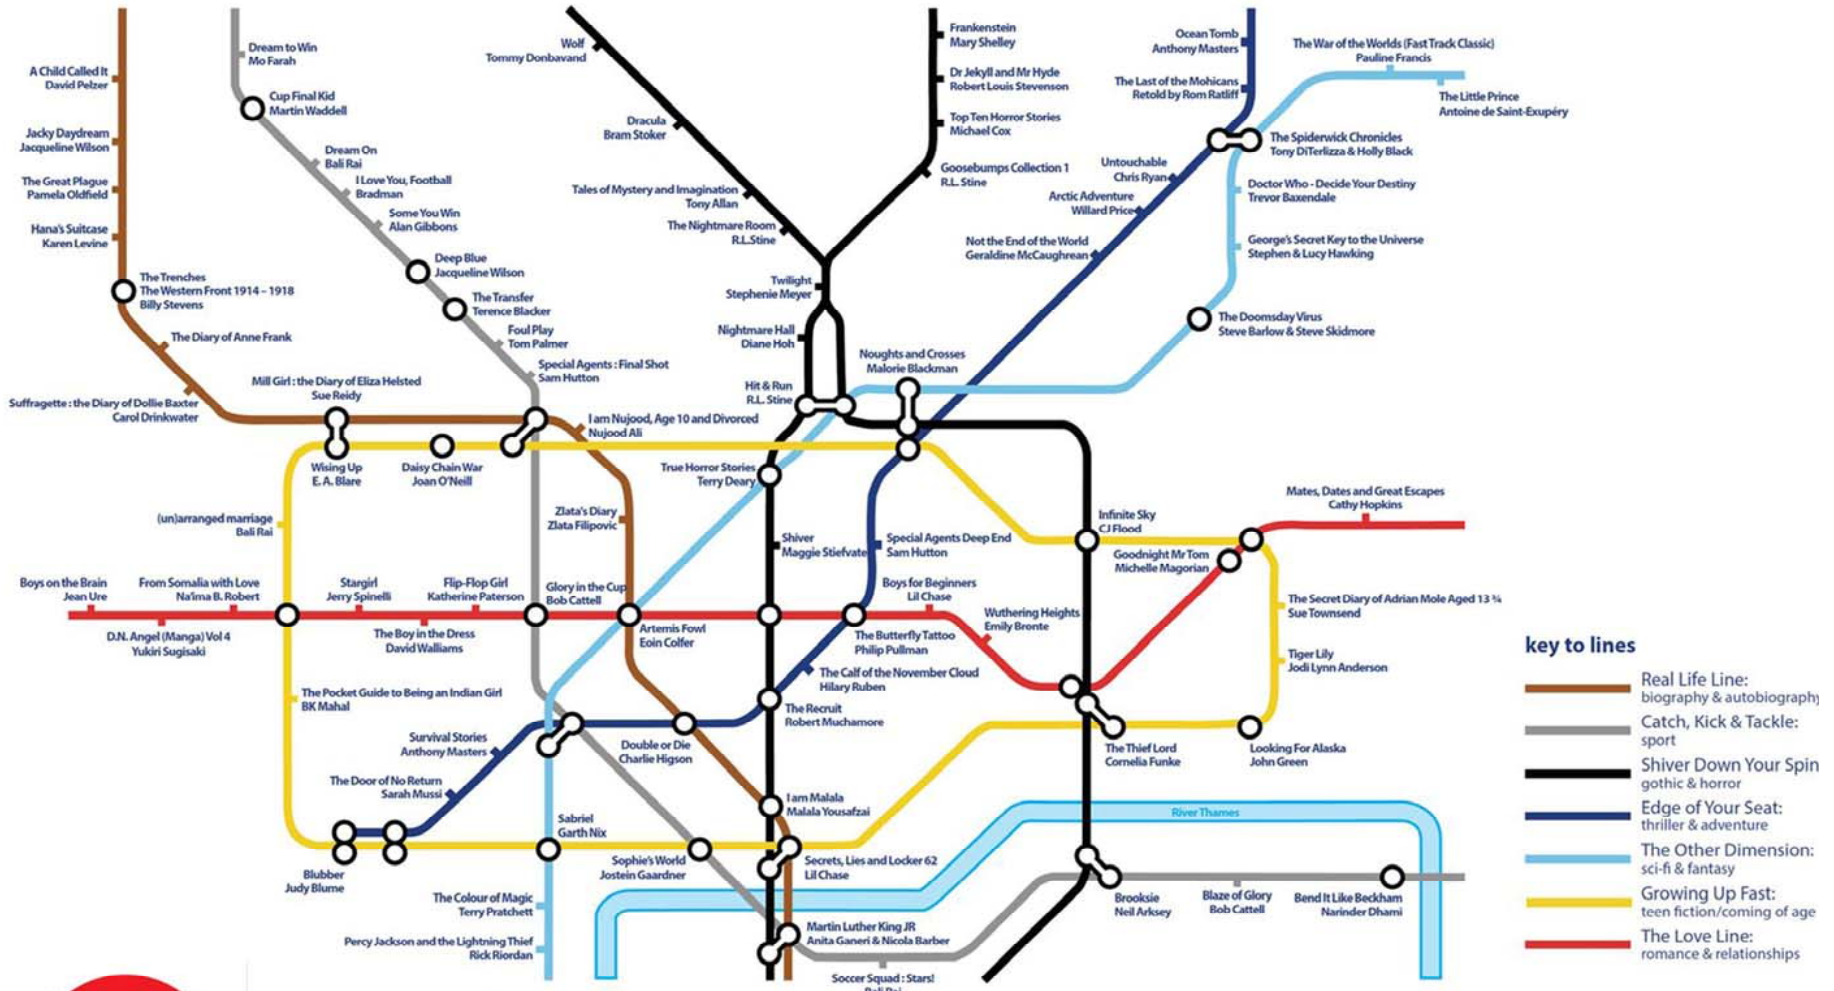 A Child Called It
David Pelzer
Jacky Daydream
Jacqueline Wilson
The Great Plague
Pamela Oldfield
Hana's Suitcase
Karen Levine
The Trenches
The Western Front 1914 – 1918
Billy Stevens
The Diary of Anne Frank
Suffragette : the Diary of Dollie Baxter
Carol Drinkwater
Mill Girl : the Diary of Eliza Helsted
Sue Reidy
Dream to Win
Mo Farah
Cup Final Kid
Martin Waddell
Dream On
Bali Rai
I Love You, Football
Bradman
Some You Win
Alan Gibbons
Deep Blue
Jacqueline Wilson
The Transfer
Terence Blacker
Foul Play
Tom Palmer
Special Agents : Final Shot
Sam Hutton
I am Nujood, Age 10 and Divorced
Nujood Ali
Wolf
Tommy Donbavand
Dracula
Bram Stoker
Tales of Mystery and Imagination
Tony Allan
The Nightmare Room
R.L.Stine
Frankenstein
Mary Shelley
Dr Jekyll and Mr Hyde
Robert Louis Stevenson
Top Ten Horror Stories
Michael Cox
Goosebumps Collection 1
R.L. Stine
Twilight
Stephenie Meyer
Nightmare Hall
Diane Hoh
Hit & Run
R.L. Stine
Noughts and Crosses
Malorie Blackman
Ocean Tomb
Anthony Masters
The Last of the Mohicans
Retold by Rom Ratliff
The War of the Worlds (Fast Track Classic)
Pauline Francis
The Little Prince
Antoine de Saint-Exupéry
The Spiderwick Chronicles
Tony DiTerlizza & Holly Black
Untouchable
Chris Ryan
Arctic Adventure
Willard Price
Not the End of the World
Geraldine McCaughrean
Doctor Who - Decide Your Destiny
Trevor Baxendale
George's Secret Key to the Universe
Stephen & Lucy Hawking
The Doomsday Virus
Steve Barlow & Steve Skidmore
Wising Up
E. A. Blare
Daisy Chain War
Joan O'Neill
True Horror Stories
Terry Deary
(un)arranged marriage
Bali Rai
Zlata's Diary
Zlata Filipovic
Shiver
Maggie Stiefvate
Special Agents Deep End
Sam Hutton
Infinite Sky
CJ Flood
Goodnight Mr Tom
Michelle Magorian
Mates, Dates and Great Escapes
Cathy Hopkins
Boys on the Brain
Jean Ure
From Somalia with Love
Na'ima B. Robert
Stargirl
Jerry Spinelli
Flip-Flop Girl
Katherine Paterson
Glory in the Cup
Bob Cattell
Boys for Beginners
Lil Chase
Wuthering Heights
Emily Bronte
The Secret Diary of Adrian Mole Aged 13 ¾
Sue Townsend
D.N. Angel (Manga) Vol 4
Yukiri Sugisaki
The Boy in the Dress
David Walliams
Artemis Fowl
Eoin Colfer
The Butterfly Tattoo
Philip Pullman
The Calf of the November Cloud
Hilary Ruben
Tiger Lily
Jodi Lynn Anderson
The Pocket Guide to Being an Indian Girl
BK Mahal
The Recruit
Robert Muchamore
Survival Stories
Anthony Masters
Double or Die
Charlie Higson
The Thief Lord
Cornelia Funke
Looking For Alaska
John Green
The Door of No Return
Sarah Mussi
I am Malala
Malala Yousafzai
River Thames
Sabriel
Garth Nix
Blubber
Judy Blume
Sophie's World
Jostein Gaardner
Secrets, Lies and Locker 62
Lil Chase
The Colour of Magic
Terry Pratchett
Percy Jackson and the Lightning Thief
Rick Riordan
Martin Luther King JR
Anita Ganeri & Nicola Barber
Soccer Squad : Stars!
Bali Rai
Brooksie
Neil Arksey
Blaze of Glory
Bob Cattell
Bend It Like Beckham
Narinder Dhami
key to lines
Real Life Line:
biography & autobiography
Catch, Kick & Tackle:
sport
Shiver Down Your Spin
gothic & horror
Edge of Your Seat:
thriller & adventure
The Other Dimension:
sci-fi & fantasy
Growing Up Fast:
teen fiction/coming of age
The Love Line:
romance & relationships